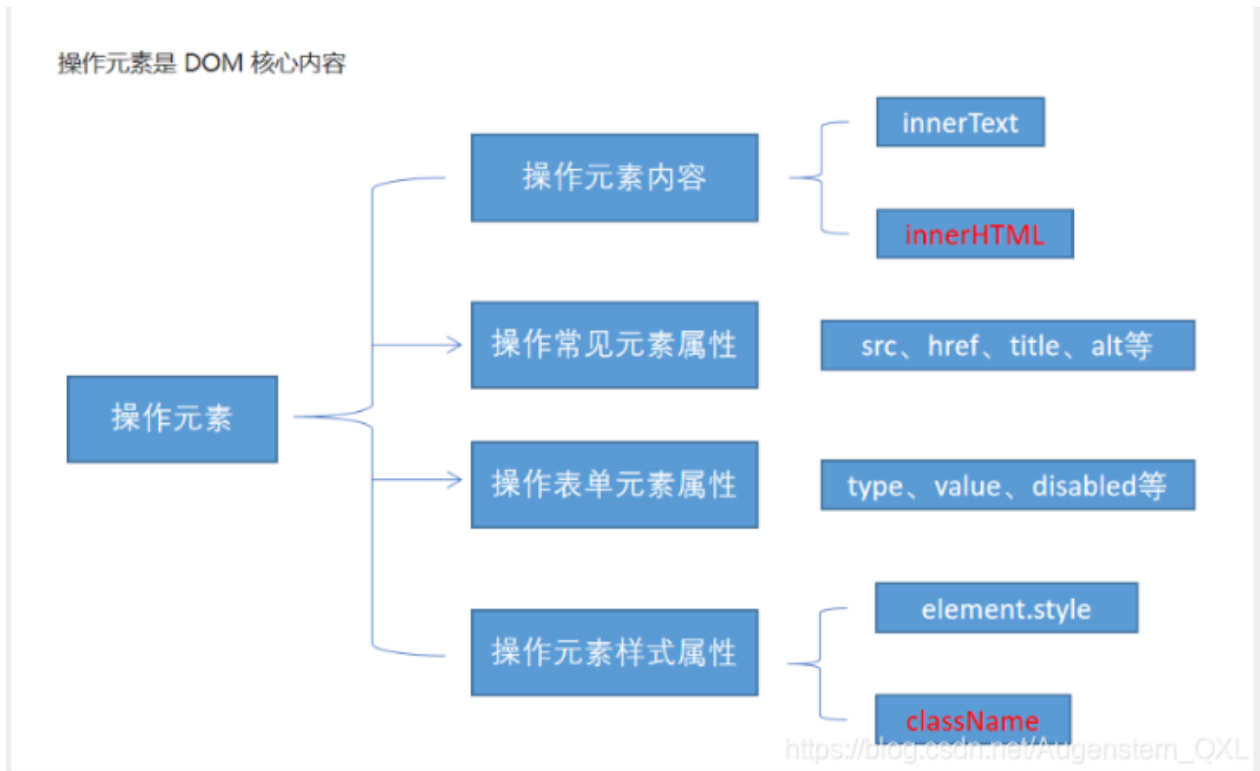 操作元素是 DOM 核心内容
innerText
操作元素内容
innerHTML
操作常见元素属性
src、href、title、alt等
操作元素
操作表单元素属性
type、value、disabled等
element.style
操作元素样式属性
className
https://blog.csdn.net/Augenstern_QXL